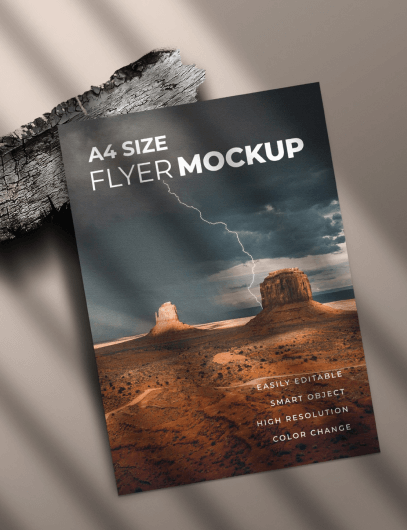 A4 SIZE
FLYER MOCKUP
EASILY EDITABLE
SMART OBJECT
HIGH RESOLUTION
COLOR CHANGE